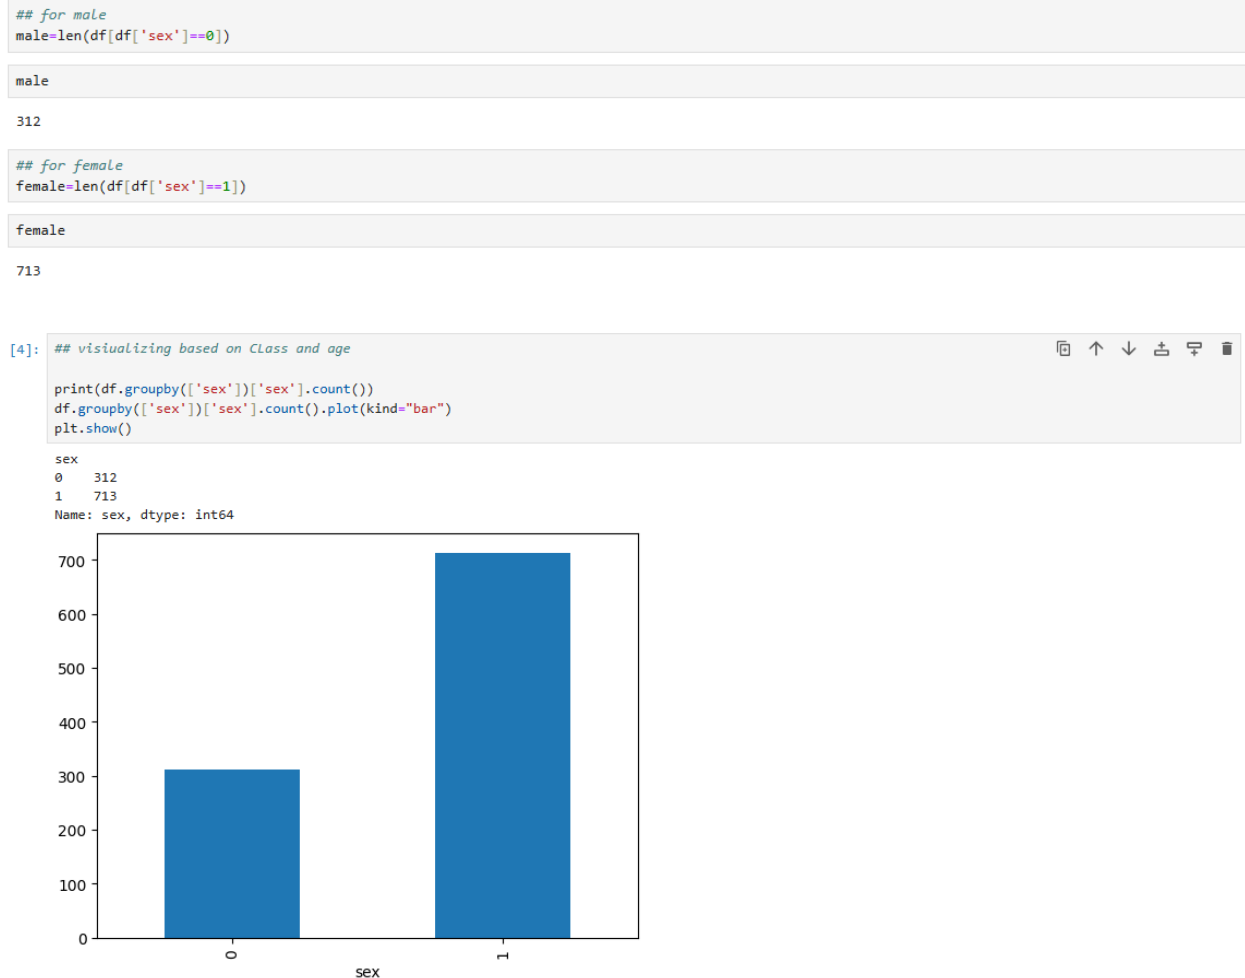 ## for male
male=len(df[df['sex']==0])
male
312
## for female
female=len(df[df['sex']==1])
female
713
[4]:
## visiualizing based on CLass and age
print(df.groupby(['sex'])['sex'].count())
df.groupby(['sex'])['sex'].count().plot(kind="bar")
plt.show()
sex
0    312
1    713
Name: sex, dtype: int64
700
600
500
400
300
200
100
0
0 1
sex